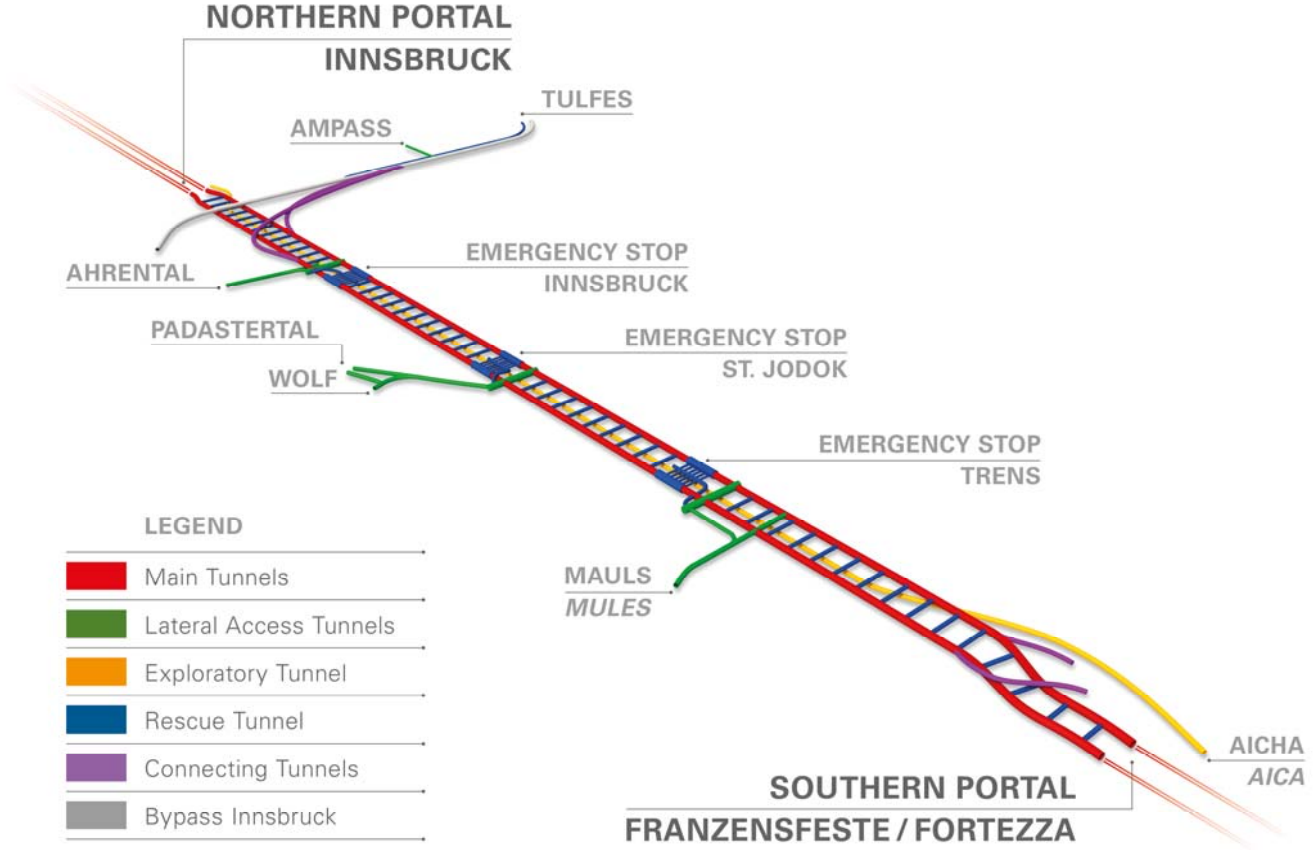 NORTHERN PORTAL
INNSBRUCK
TULFES
AMPASS
AHRENTAL
EMERGENCY STOP
INNSBRUCK
PADASTERTAL
WOLF
EMERGENCY STOP
ST. JODOK
EMERGENCY STOP
TRENS
MAULS
MULES
LEGEND
Main Tunnels
Lateral Access Tunnels
Exploratory Tunnel
Rescue Tunnel
Connecting Tunnels
Bypass Innsbruck
AICHA
AICA
SOUTHERN PORTAL
FRANZENSFESTE / FORTEZZA